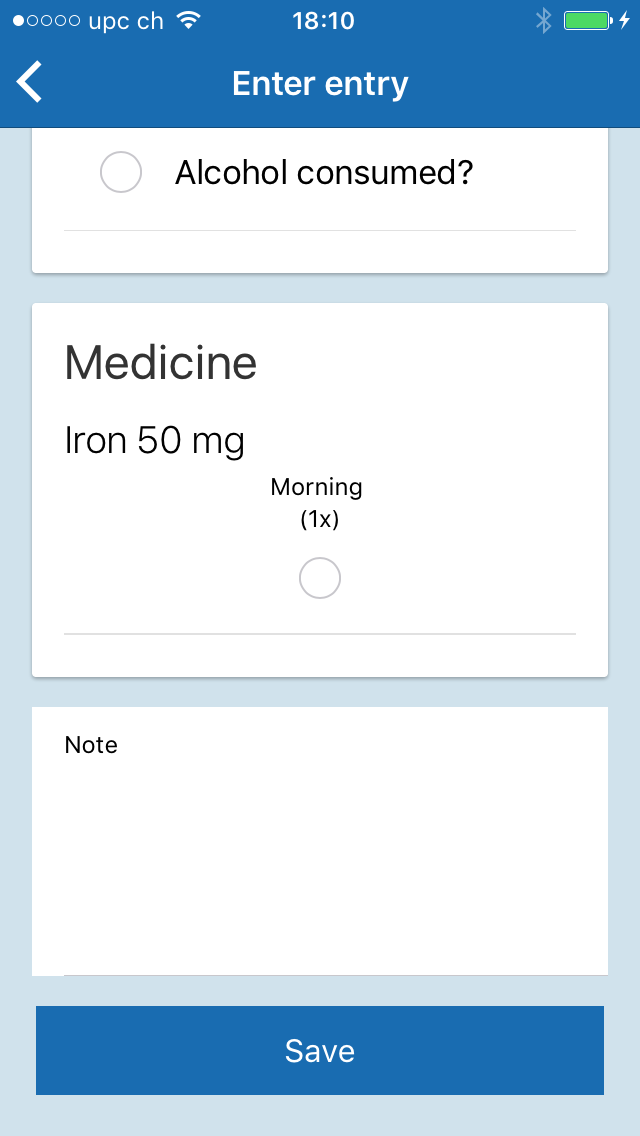 upc ch 18:10
Enter entry
Alcohol consumed?
Medicine
Iron 50 mg
Morning
(1x)
Note
Save